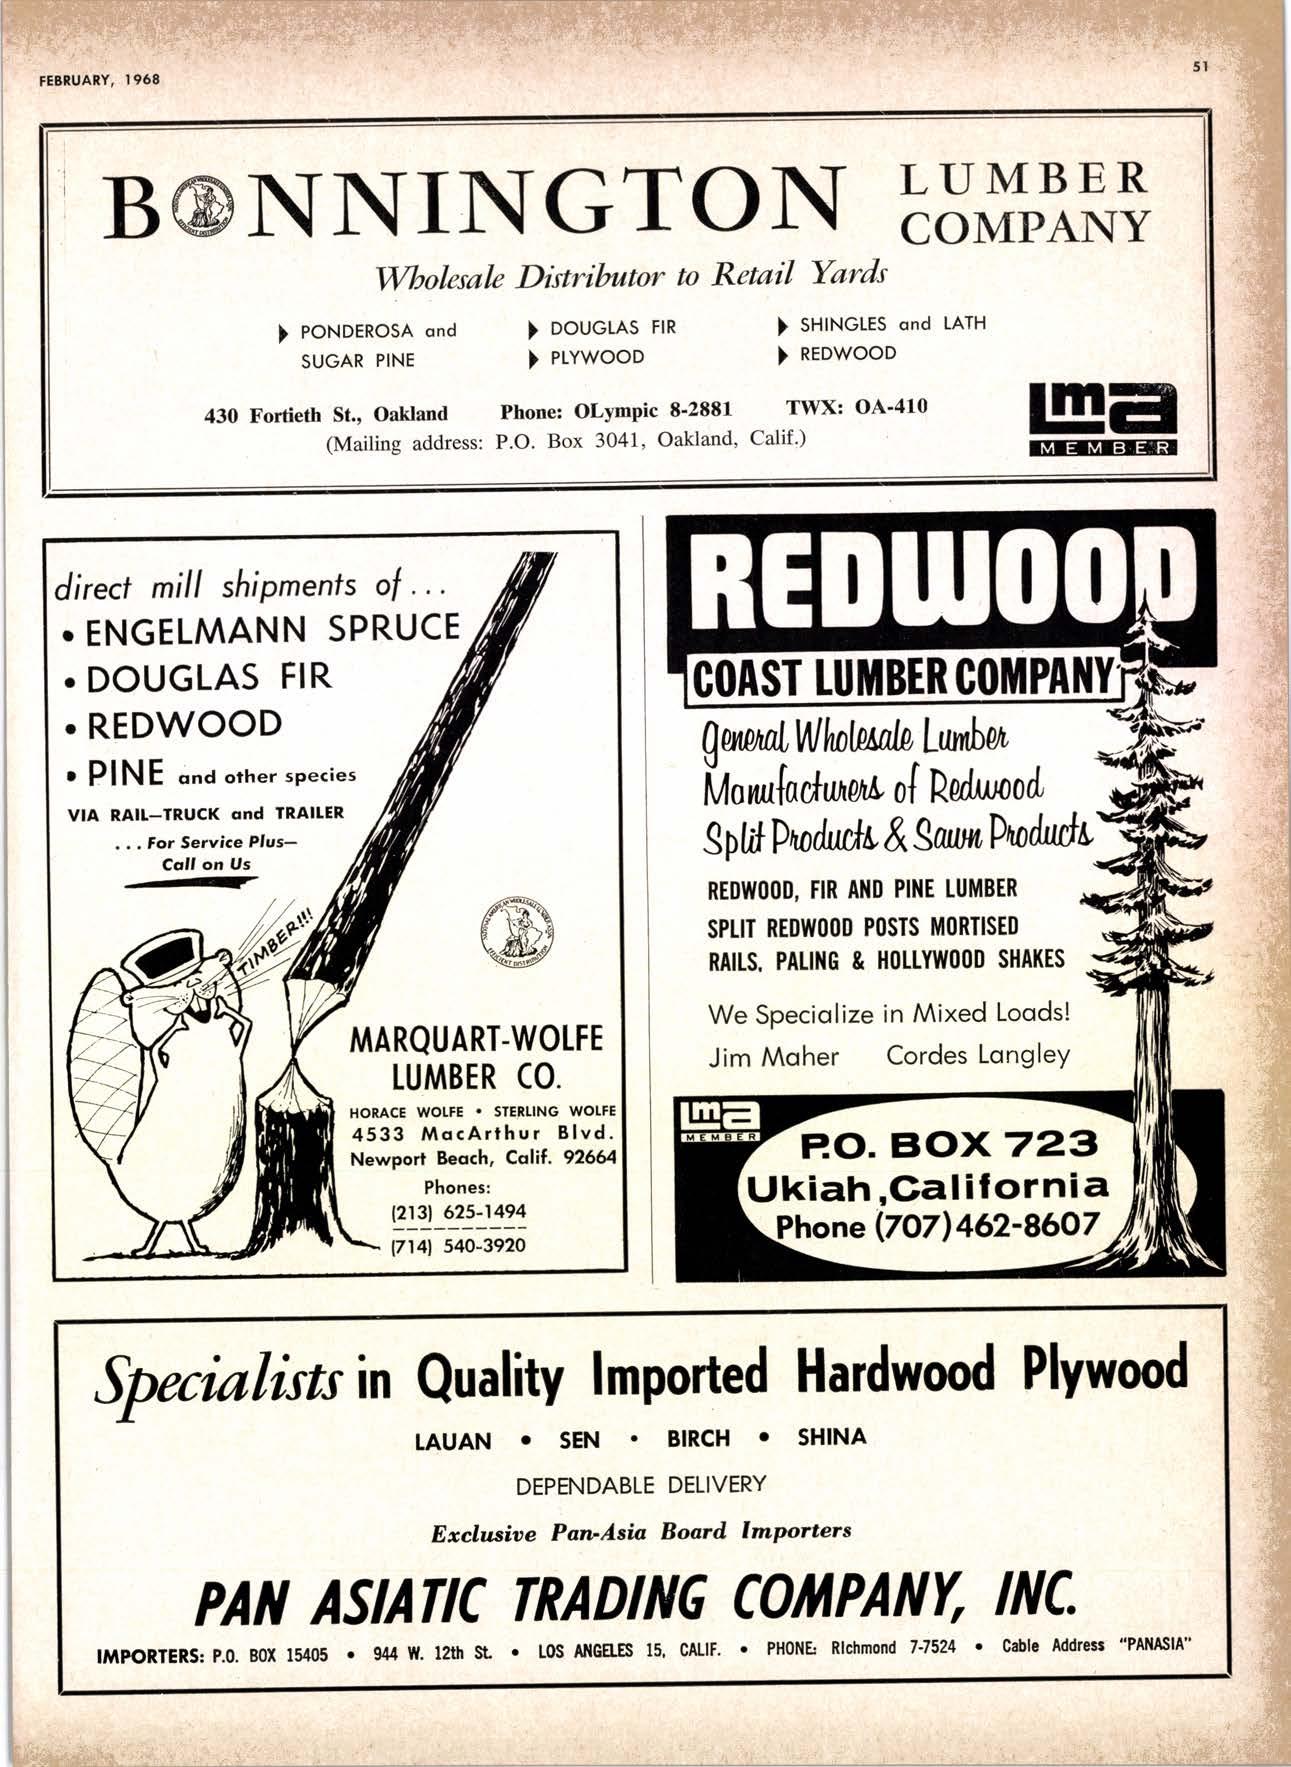 FEBRUARY, 1968
51
BONNINGTON LUMBER COMPANY
Wholesale Distributor to Retail Yards
PONDEROSA and SUGAR PINE
DOUGLAS FIR
PLYWOOD
SHINGLES and LATH
REDWOOD
430 Fortieth St., Oakland Phone: OLympic 8-2881 TWX: OA-410
(Mailing address: P.O. Box 3041, Oakland, Calif.)
lma
MEMBER
direct mill shipments of...
• ENGELMANN SPRUCE
• DOUGLAS FIR
• REDWOOD
• PINE and other species
VIA RAIL—TRUCK and TRAILER
...For Service Plus—
Call on Us
TIMBER!!!
EFFICIENT DISTRIBUTION
MARQUART-WOLFE
LUMBER CO.
HORACE WOLFE • STERLING WOLFE
4533 MacArthur Blvd.
Newport Beach, Calif. 92664
Phones:
(213) 625-1494
(714) 540-3920
REDWOOD
COAST LUMBER COMPANY
General Wholesale Lumber
Manufacturers of Redwood
Split Products & Sawn Products
REDWOOD, FIR AND PINE LUMBER
SPLIT REDWOOD POSTS MORTISED
RAILS, PALING & HOLLYWOOD SHAKES
We Specialize in Mixed Loads!
Jim Maher Cordes Langley
lma
MEMBER
P.O. BOX 723
Ukiah, California
Phone (707) 462-8607
Specialists in Quality Imported Hardwood Plywood
LAUAN • SEN • BIRCH • SHINA
DEPENDABLE DELIVERY
Exclusive Pan-Asia Board Importers
PAN ASIATIC TRADING COMPANY, INC.
IMPORTERS: P.O. BOX 15405 • 944 W. 12th St. • LOS ANGELES 15, CALIF. • PHONE: RIchmond 7-7524 • Cable Address "PANASIA"